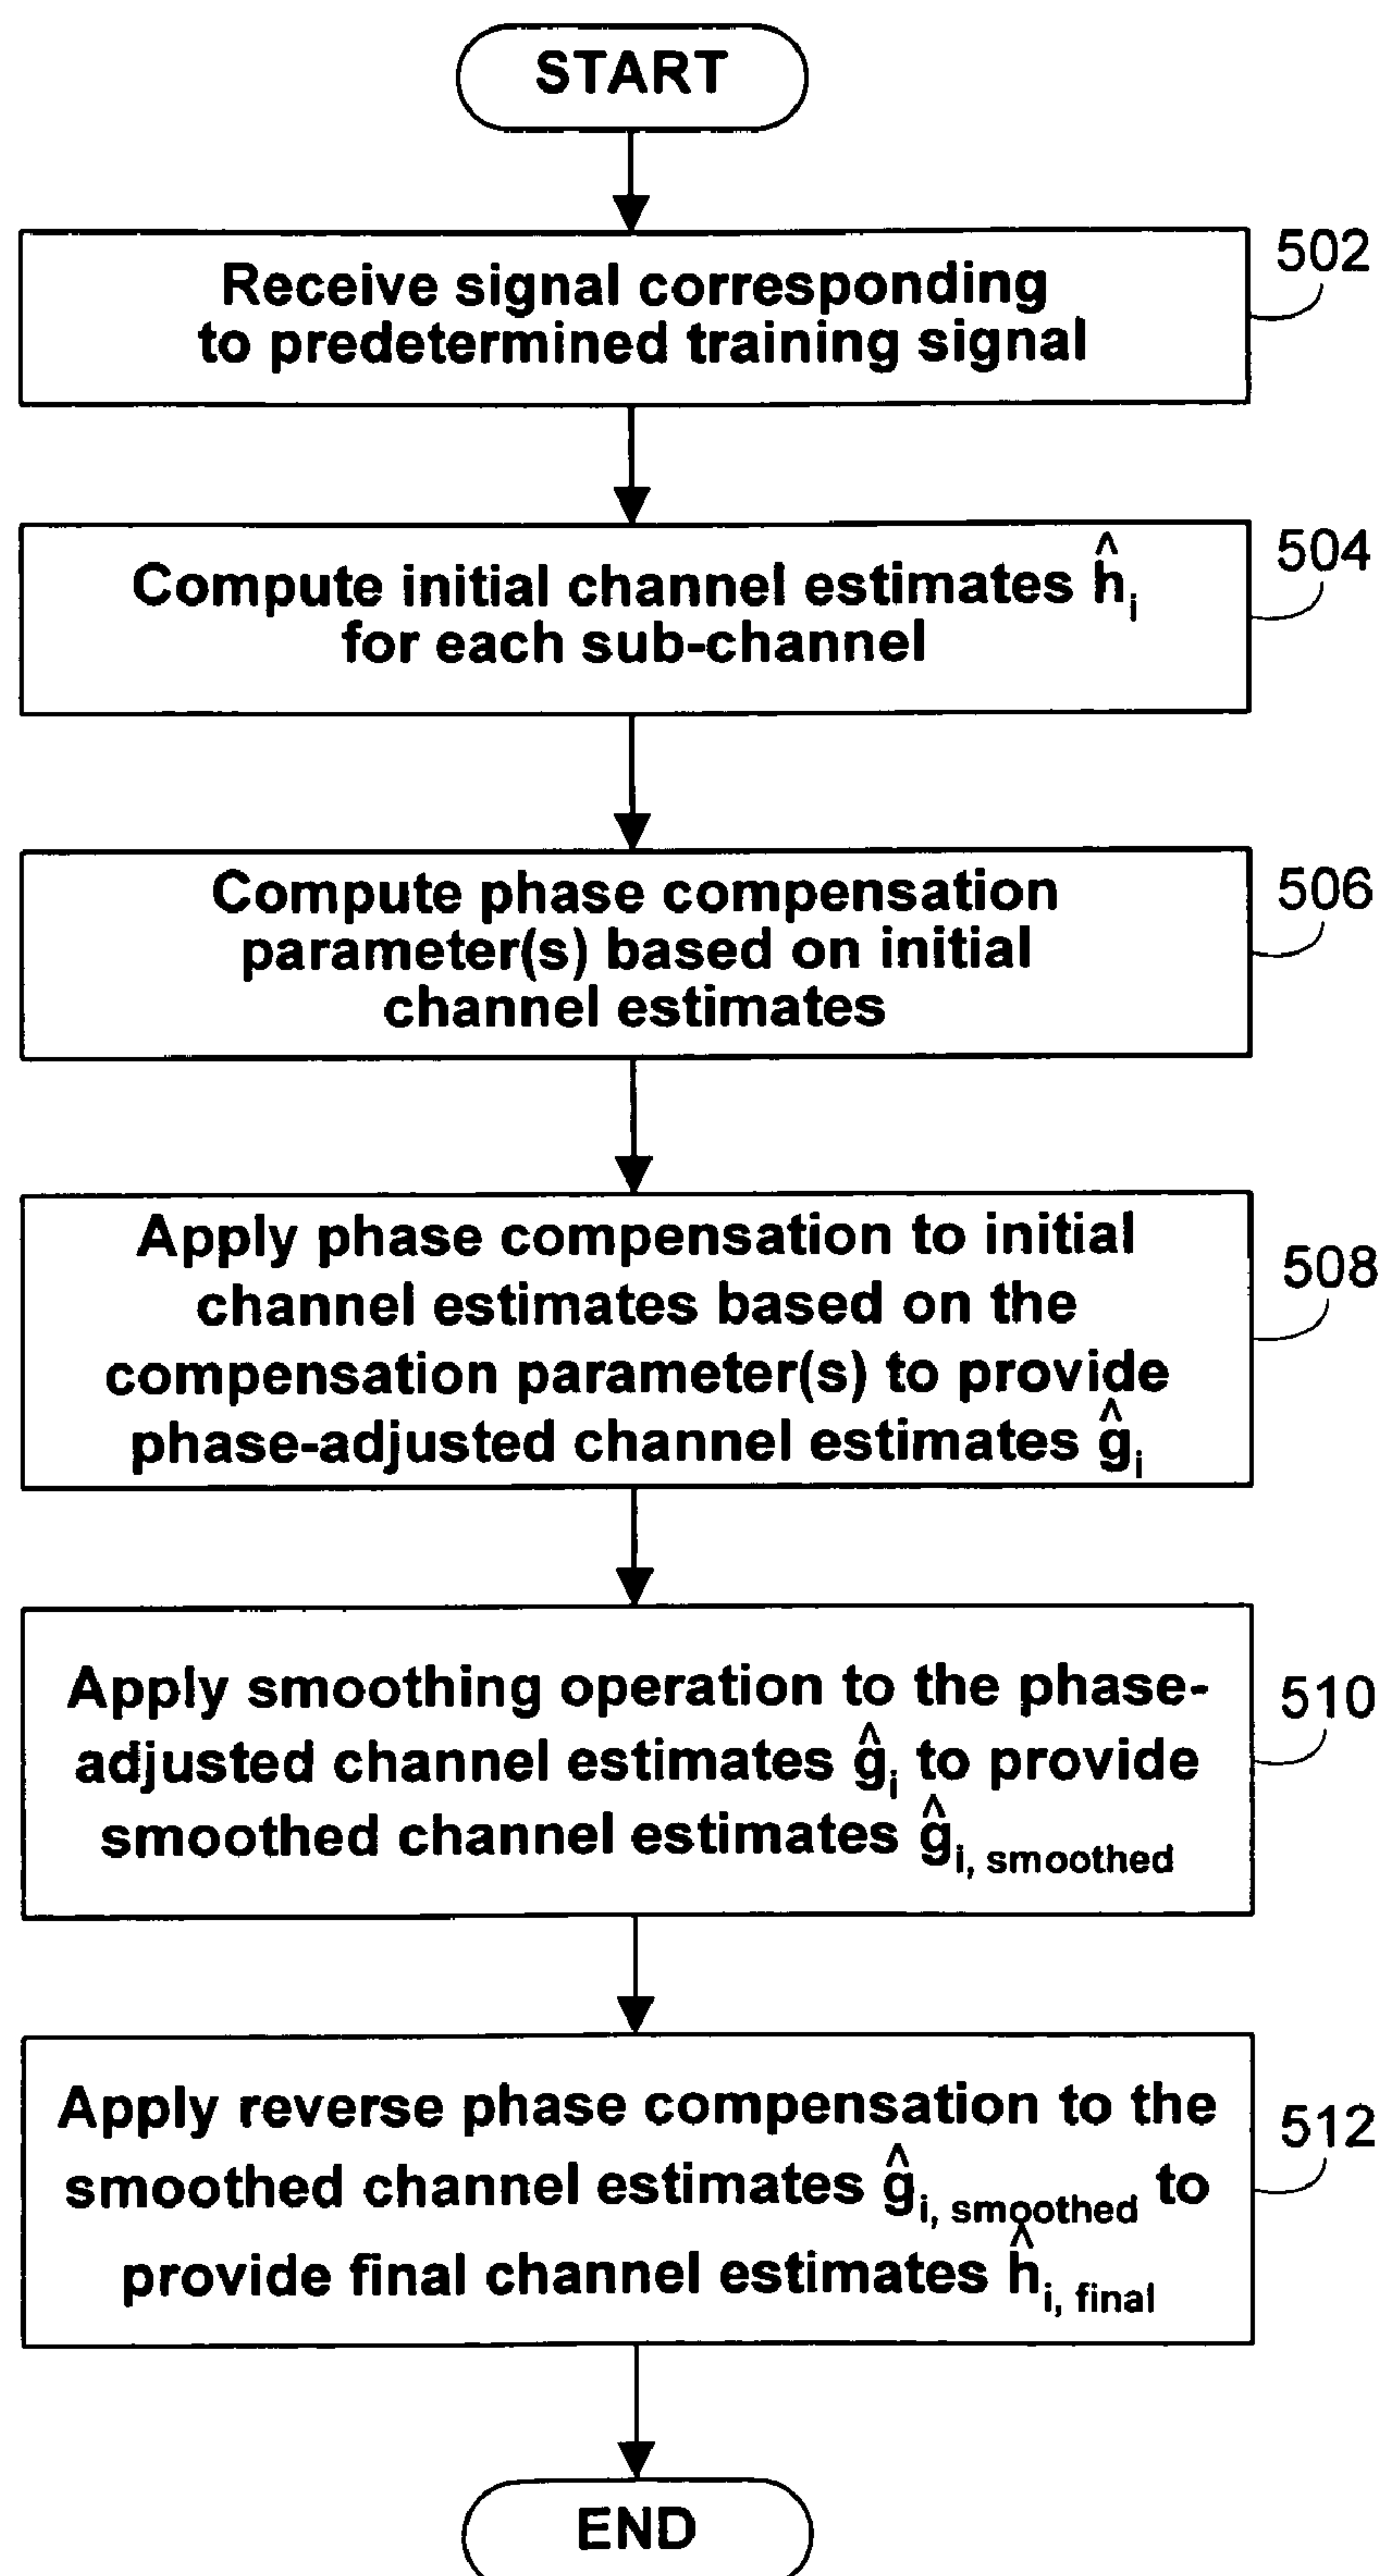 START
502
Receive signal corresponding
to predetermined training signal
504
Compute initial channel estimates ĥi
for each sub-channel
506
Compute phase compensation
parameter(s) based on initial
channel estimates
508
Apply phase compensation to initial
channel estimates based on the
compensation parameter(s) to provide
phase-adjusted channel estimates ĝi
510
Apply smoothing operation to the phase-
adjusted channel estimates ĝi to provide
smoothed channel estimates ĝi, smoothed
512
Apply reverse phase compensation to the
smoothed channel estimates ĝi, smoothed to
provide final channel estimates ĥi, final
END